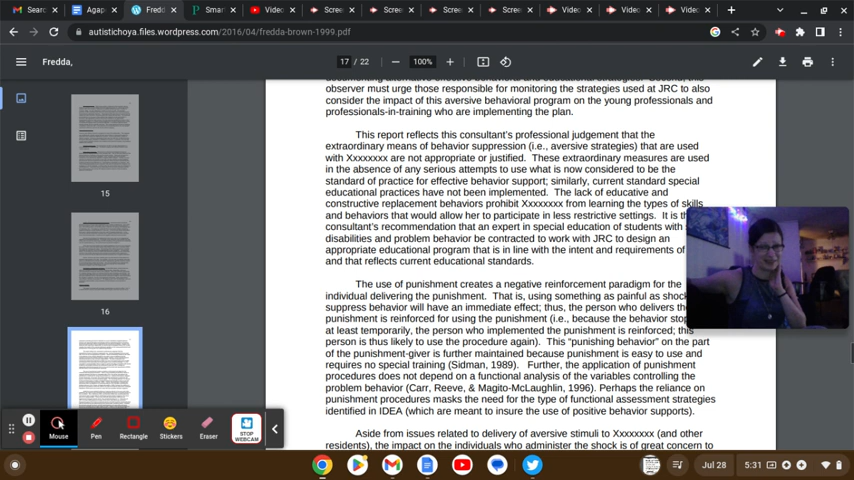 Searc
Agap
Fredd
Smar
Video
Scree
Scree
Scree
Scree
Video
Video
Video
autistichoya.files.wordpress.com/2016/04/fredda-brown-1999.pdf
Fredda,
17 / 22
100%
15
16
observer must urge those responsible for monitoring the strategies used at JRC to also
consider the impact of this aversive behavioral program on the young professionals and
professionals-in-training who are implementing the plan.
This report reflects this consultant's professional judgement that the
extraordinary means of behavior suppression (i.e., aversive strategies) that are used
with Xxxxxxxx are not appropriate or justified. These extraordinary measures are used
in the absence of any serious attempts to use what is now considered to be the
standard of practice for effective behavior support; similarly, current standard special
educational practices have not been implemented. The lack of educative and
constructive replacement behaviors prohibit Xxxxxxxx from learning the types of skills
and behaviors that would allow her to participate in less restrictive settings. It is th
consultant's recommendation that an expert in special education of students with
disabilities and problem behavior be contracted to work with JRC to design an
appropriate educational program that is in line with the intent and requirements of
and that reflects current educational standards.
The use of punishment creates a negative reinforcement paradigm for the
individual delivering the punishment. That is, using something as painful as shock
suppress behavior will have an immediate effect; thus, the person who delivers the
punishment is reinforced for using the punishment (i.e., because the behavior stop
at least temporarily, the person who implemented the punishment is reinforced; this
person is thus likely to use the procedure again). This "punishing behavior" on the part
of the punishment-giver is further maintained because punishment is easy to use and
requires no special training (Sidman, 1989). Further, the application of punishment
procedures does not depend on a functional analysis of the variables controlling the
problem behavior (Carr, Reeve, & Magito-McLaughlin, 1996). Perhaps the reliance on
punishment procedures masks the need for the type of functional assessment strategies
identified in IDEA (which are meant to insure the use of positive behavior supports).
Aside from issues related to delivery of aversive stimuli to Xxxxxxxx (and other
residents), the impact on the individuals who administer the shock is of great concern to
Mouse
Pen
Rectangle
Stickers
Eraser
STOP
WEBCAM
Jul 28
5:31